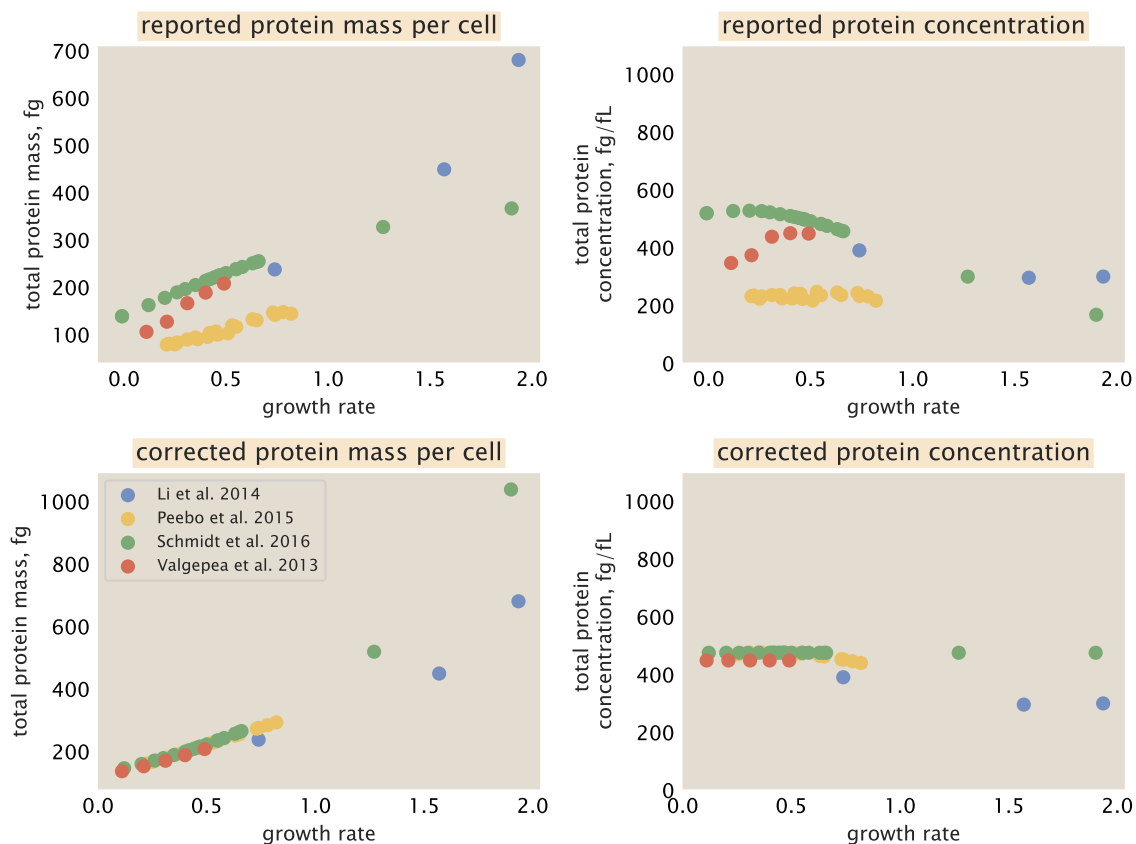 reported protein mass per cell
700
600
500
400
300
200
100
total protein mass, fg
0.0 0.5 1.0 1.5 2.0
growth rate
reported protein concentration
1000
800
600
400
200
0
total protein
concentration, fg/fL
0.0 0.5 1.0 1.5 2.0
growth rate
corrected protein mass per cell
1000
800
600
400
200
total protein mass, fg
Li et al. 2014
Peebo et al. 2015
Schmidt et al. 2016
Valgepea et al. 2013
0.0 0.5 1.0 1.5 2.0
growth rate
corrected protein concentration
1000
800
600
400
200
0
total protein
concentration, fg/fL
0.0 0.5 1.0 1.5 2.0
growth rate